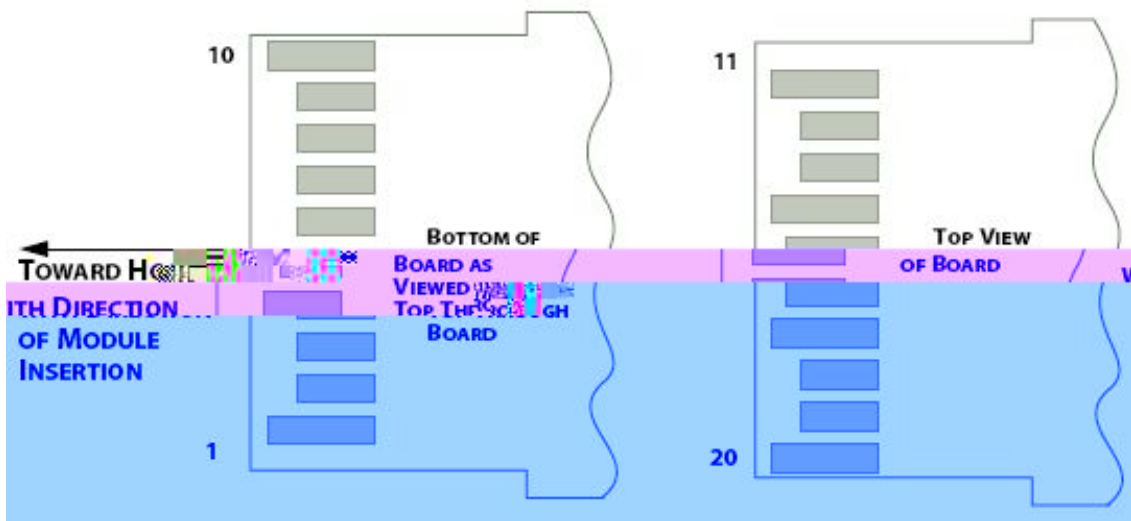 10
11
BOTTOM OF
BOARD AS
VIEWED
BOARD
TOP VIEW
OF BOARD
TOWARD
ITH DIRECTION
OF MODULE
INSERTION
1
20